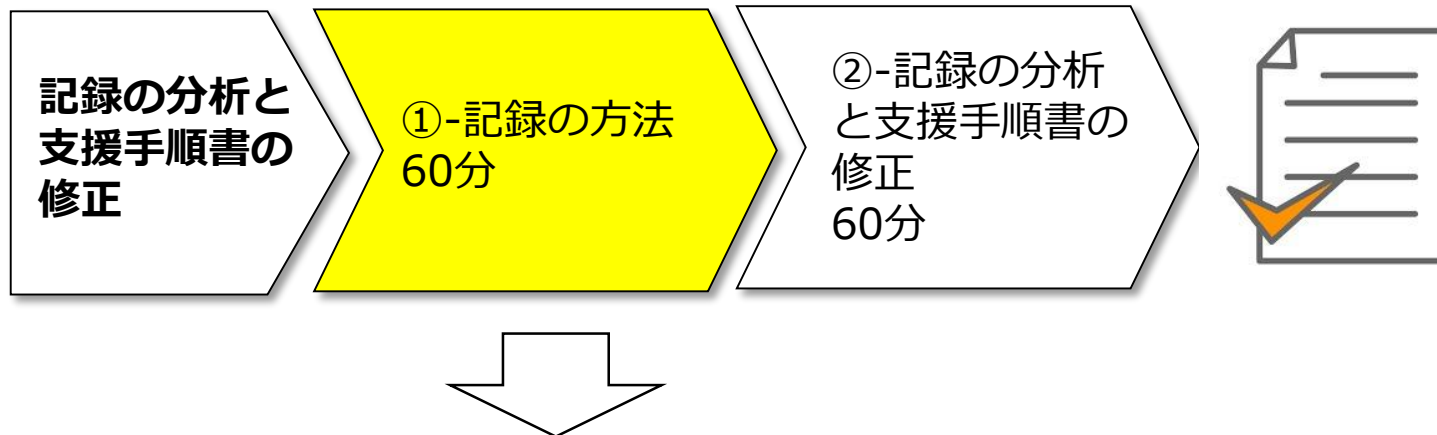 記録の分析と
支援手順書の
修正
①-記録の方法
60分
②-記録の分析
と支援手順書の
修正
60分